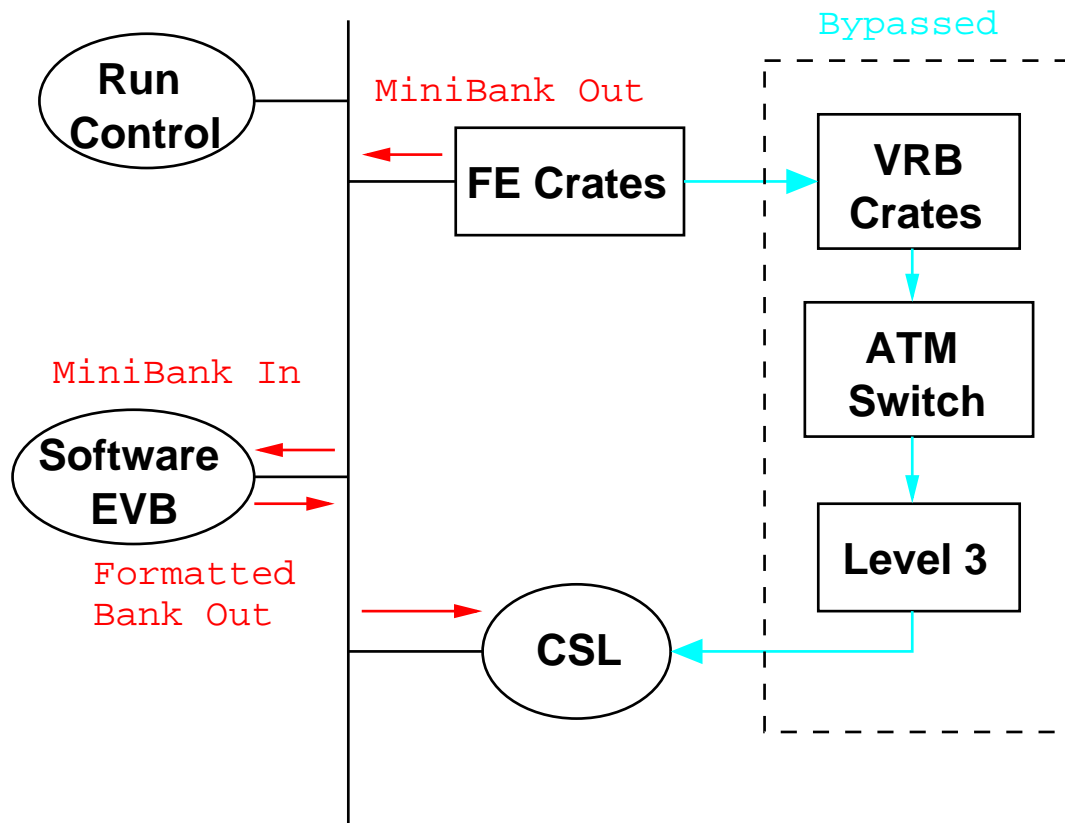 Bypassed
Run
Control
MiniBank Out
FE Crates
VRB
Crates
ATM
Switch
MiniBank In
Software
EVB
Level 3
Formatted
Bank Out
CSL